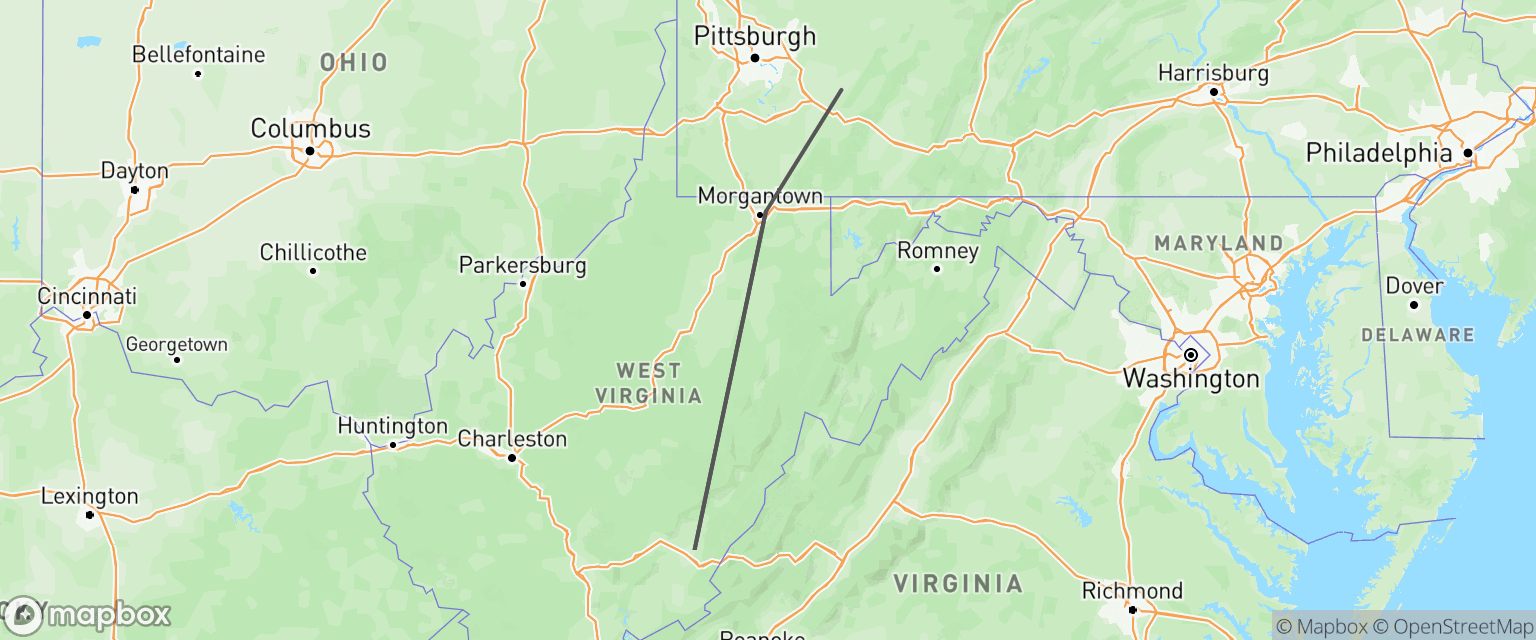 Pittsburgh
Bellefontaine
OHIO
Harrisburg
Columbus
Philadelphia
Dayton
Morgantown
MARYLAND
Romney
Chillicothe
Parkersburg
Dover
Cincinnati
DELAWARE
Georgetown
WEST
VIRGINIA
Washington
Huntington
Charleston
Lexington
VIRGINIA
Richmond
mapbox
© Mapbox © OpenStreetMap